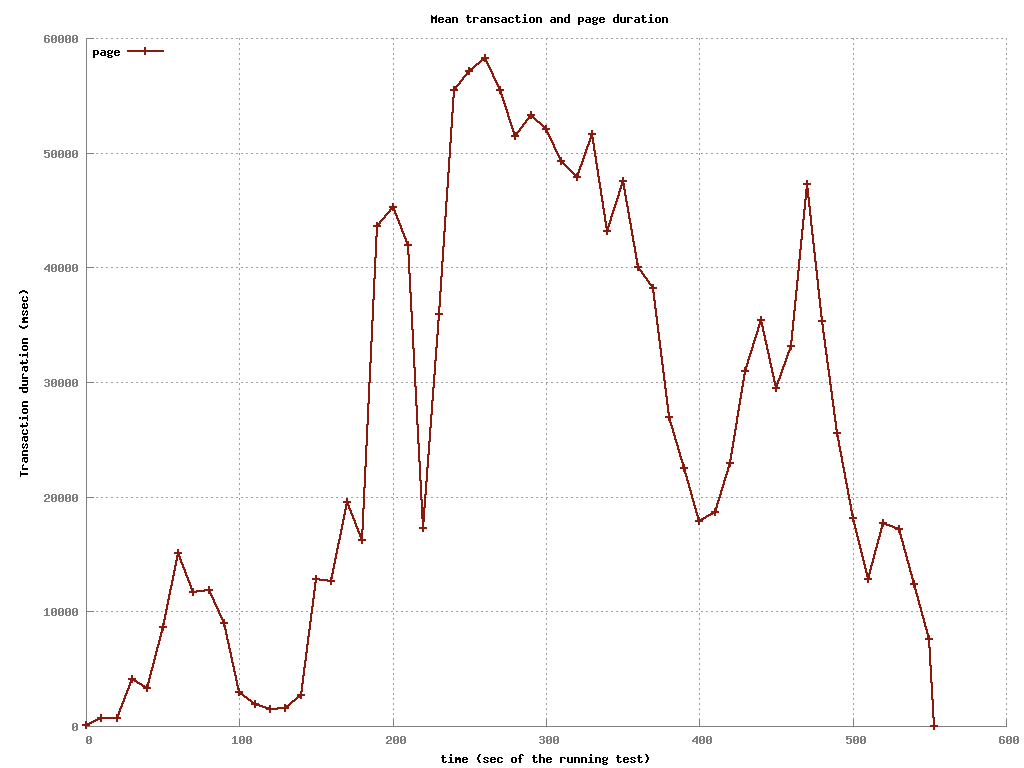 Mean transaction and page duration
page
60000
50000
40000
30000
20000
10000
0
Transaction duration (msec)
0 100 200 300 400 500 600
time (sec of the running test)